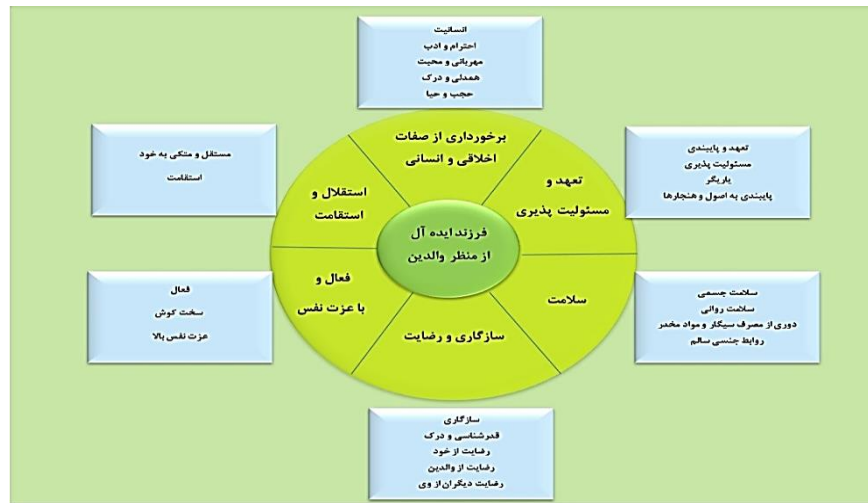 انسانیت
احترام و ادب
مهربانی و محبت
همدلی و درک
حجب و حیا
برخورداری از صفات
اخلاقی و انسانی
تعهد و پایبندی
مسئولیت پذیری
یاریگر
پایبندی به اصول و هنجارها
تعهد و
مسئولیت پذیری
مستقل و متکی به خود
استقامت
استقلال و
استقامت
فرزند ایده آل
از منظر والدین
سلامت جسمی
سلامت روانی
دوری از مصرف سیگار و مواد مخدر
روابط جنسی سالم
سلامت
فعال و
با عزت نفس
فعال
سخت کوش
عزت نفس بالا
سازگاری و رضایت
سازگاری
قدرشناسی و درک
رضایت از خود
رضایت از والدین
رضایت دیگران از وی